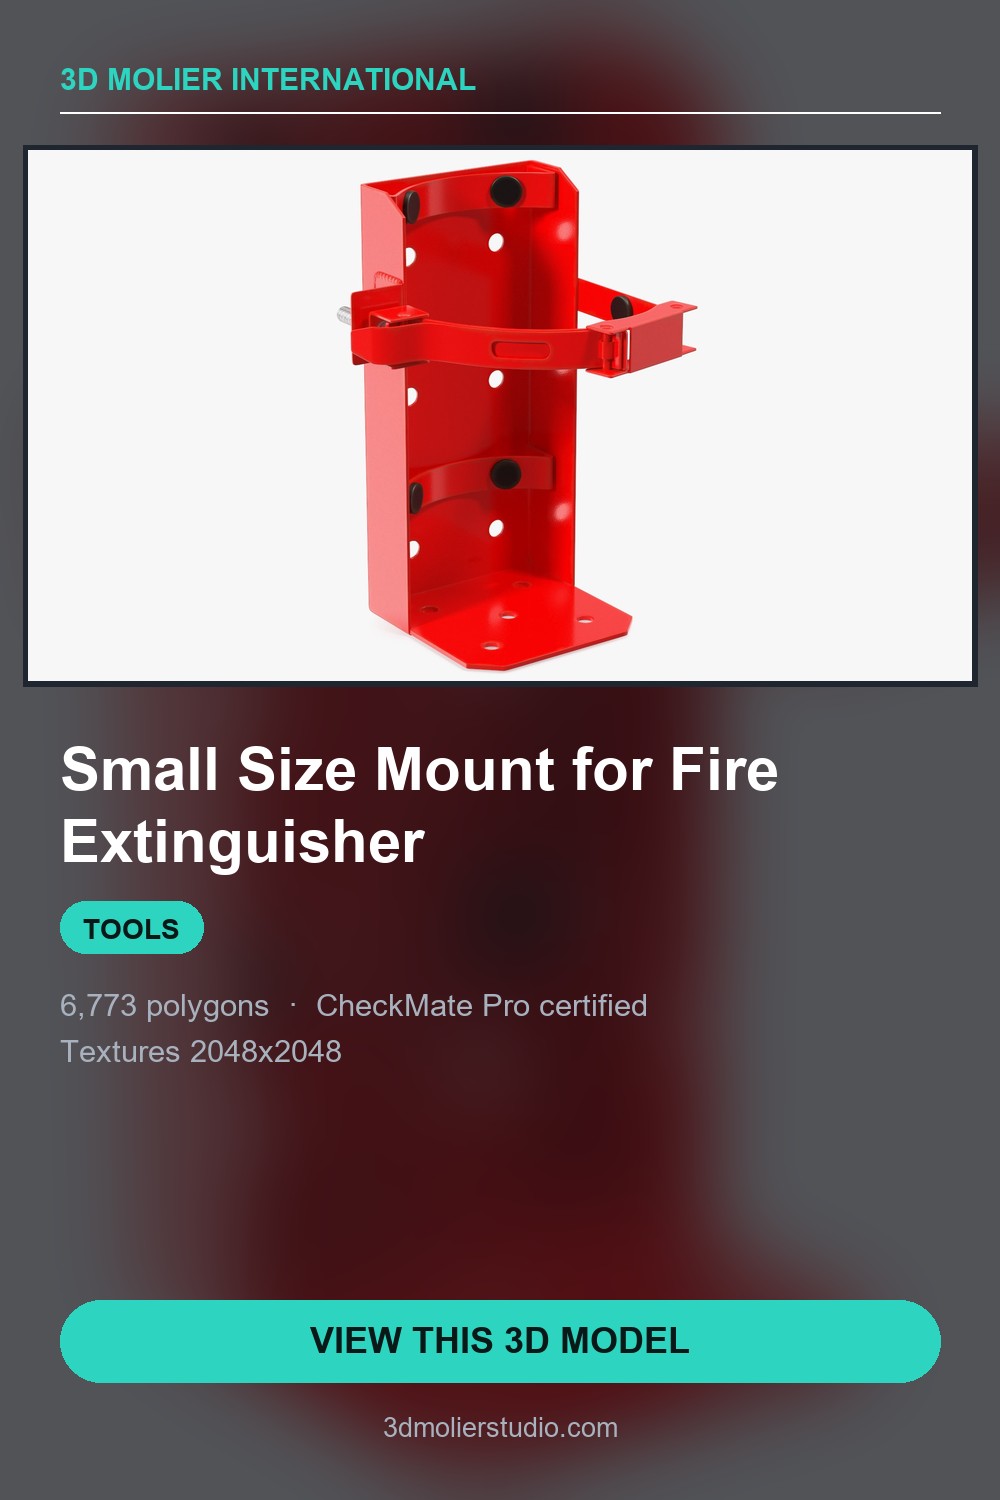 3D MOLIER INTERNATIONAL
Small Size Mount for Fire
Extinguisher
TOOLS
6,773 polygons · CheckMate Pro certified
Textures 2048x2048
VIEW THIS 3D MODEL
3dmolierstudio.com